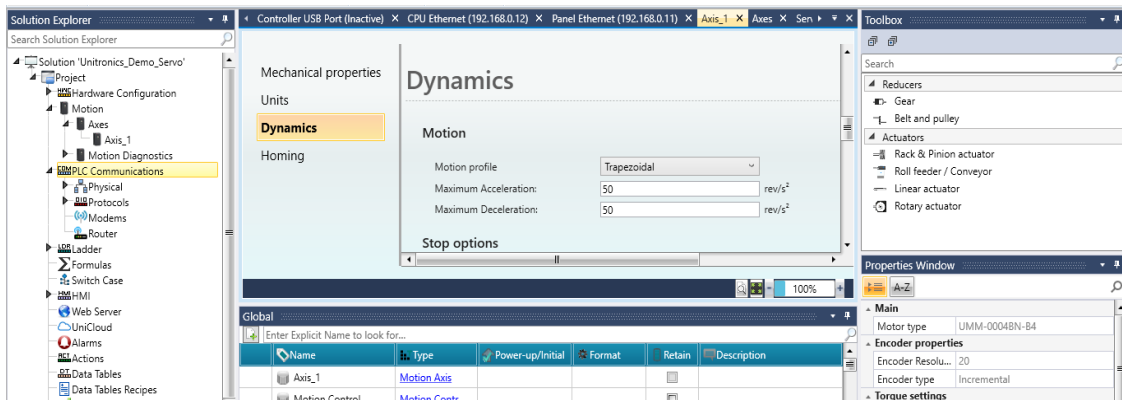 Solution Explorer
Search Solution Explorer
Solution 'Unitronics_Demo_Servo'
Project
Hardware Configuration
Motion
Axes
Axis_1
Motion Diagnostics
PLC Communications
Physical
Protocols
Modems
Router
Ladder
Formulas
Switch Case
HMI
Web Server
UniCloud
Alarms
Actions
Data Tables
Data Tables Recipes
Controller USB Port (Inactive) CPU Ethernet (192.168.0.12) Panel Ethernet (192.168.0.11) Axis_1 Axes Sen
Mechanical properties
Units
Dynamics
Homing
Dynamics
Motion
Motion profile Trapezoidal
Maximum Acceleration: 50 rev/s²
Maximum Deceleration: 50 rev/s²
Stop options
100%
Global
Enter Explicit Name to look for...
Name Type Power-up/Initial Format Retain Description
Axis_1 Motion Axis
Motion Control Motion Contr
Toolbox
Search
Reducers
Gear
Belt and pulley
Actuators
Rack & Pinion actuator
Roll feeder / Conveyor
Linear actuator
Rotary actuator
Properties Window
A-Z
Main
Motor type UMM-0004BN-B4
Encoder properties
Encoder Resolu... 20
Encoder type Incremental
Torque settings